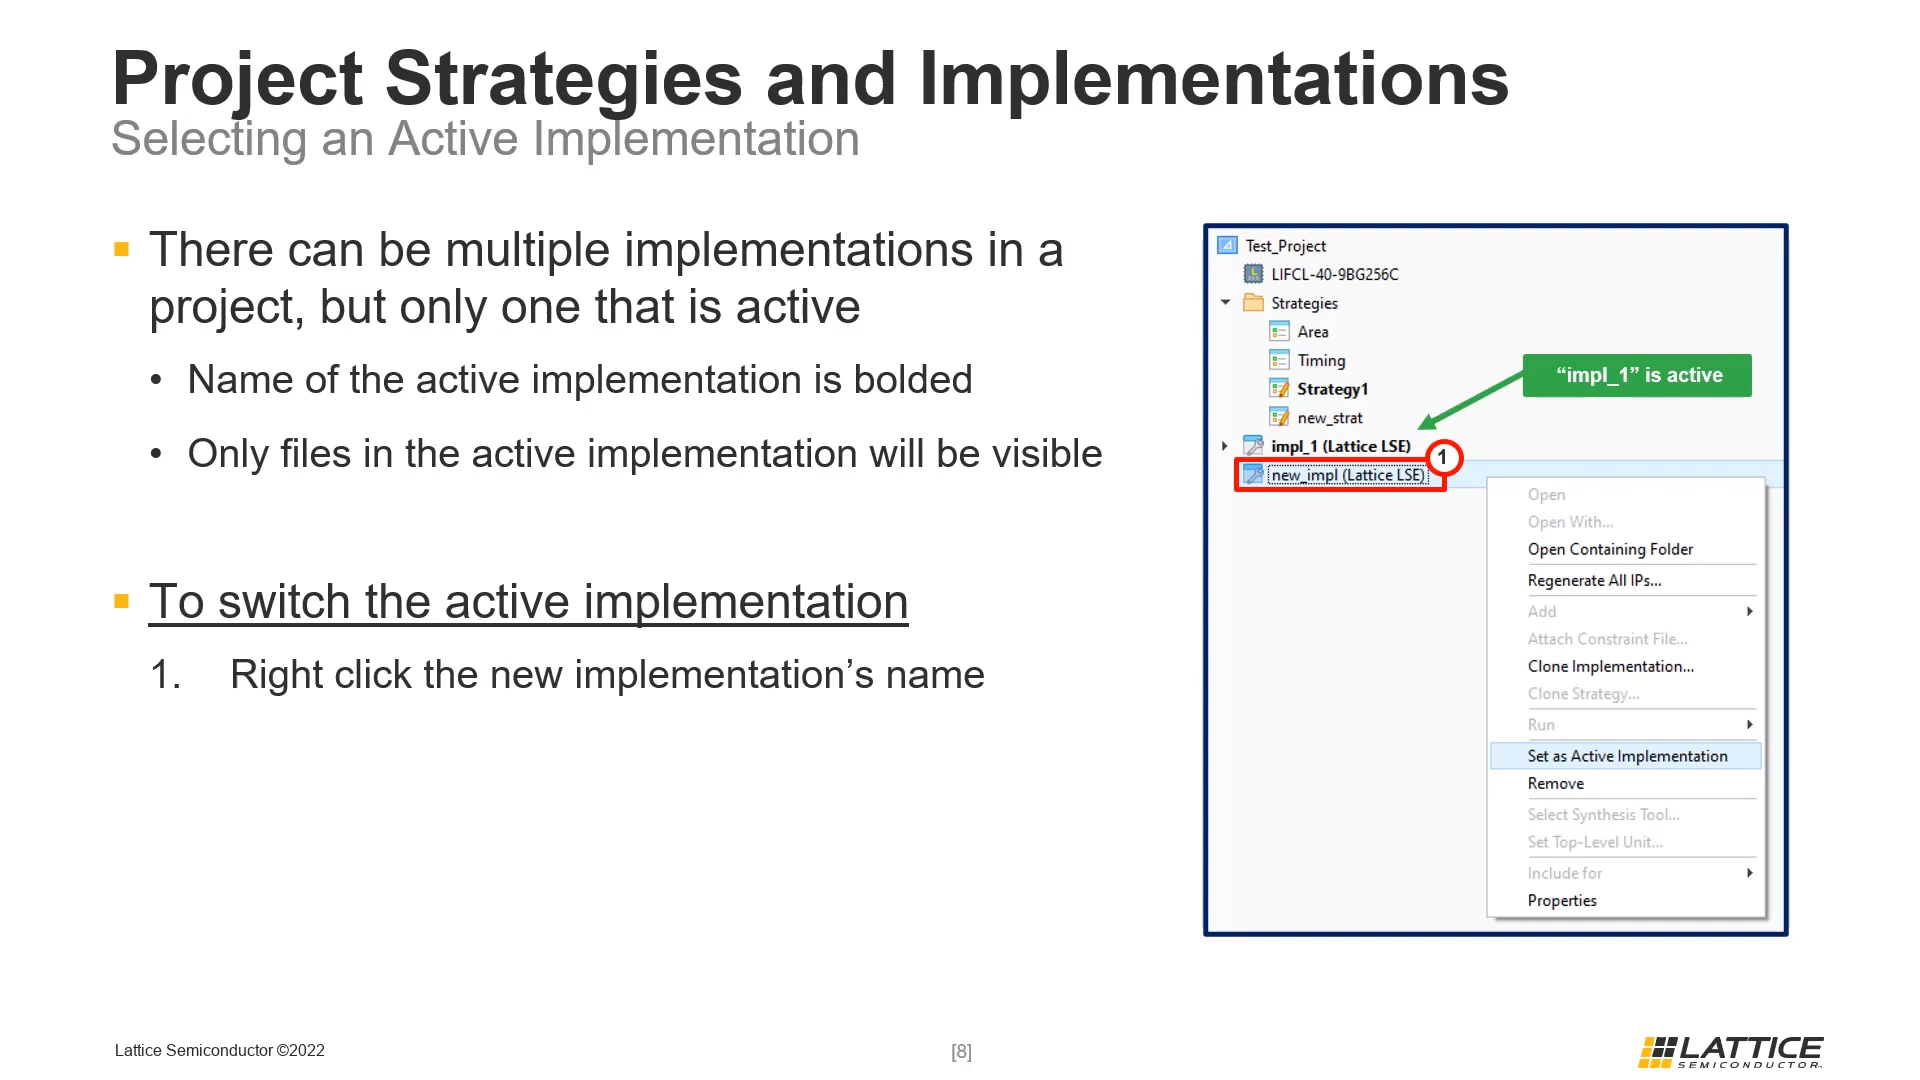 Project Strategies and Implementations
Selecting an Active Implementation
There can be multiple implementations in a
project, but only one that is active
• Name of the active implementation is bolded
• Only files in the active implementation will be visible
To switch the active implementation
1. Right click the new implementation’s name
Test_Project
LIFCL-40-9BG256C
Strategies
Area
Timing
Strategy1
new_strat
impl_1 (Lattice LSE)
new_impl (Lattice LSE)
“impl_1” is active
1
Open
Open With...
Open Containing Folder
Regenerate All IPs...
Add
Attach Constraint File...
Clone Implementation...
Clone Strategy...
Run
Set as Active Implementation
Remove
Select Synthesis Tool...
Set Top-Level Unit...
Include for
Properties
Lattice Semiconductor ©2022
[8]
LATTICE
SEMICONDUCTOR